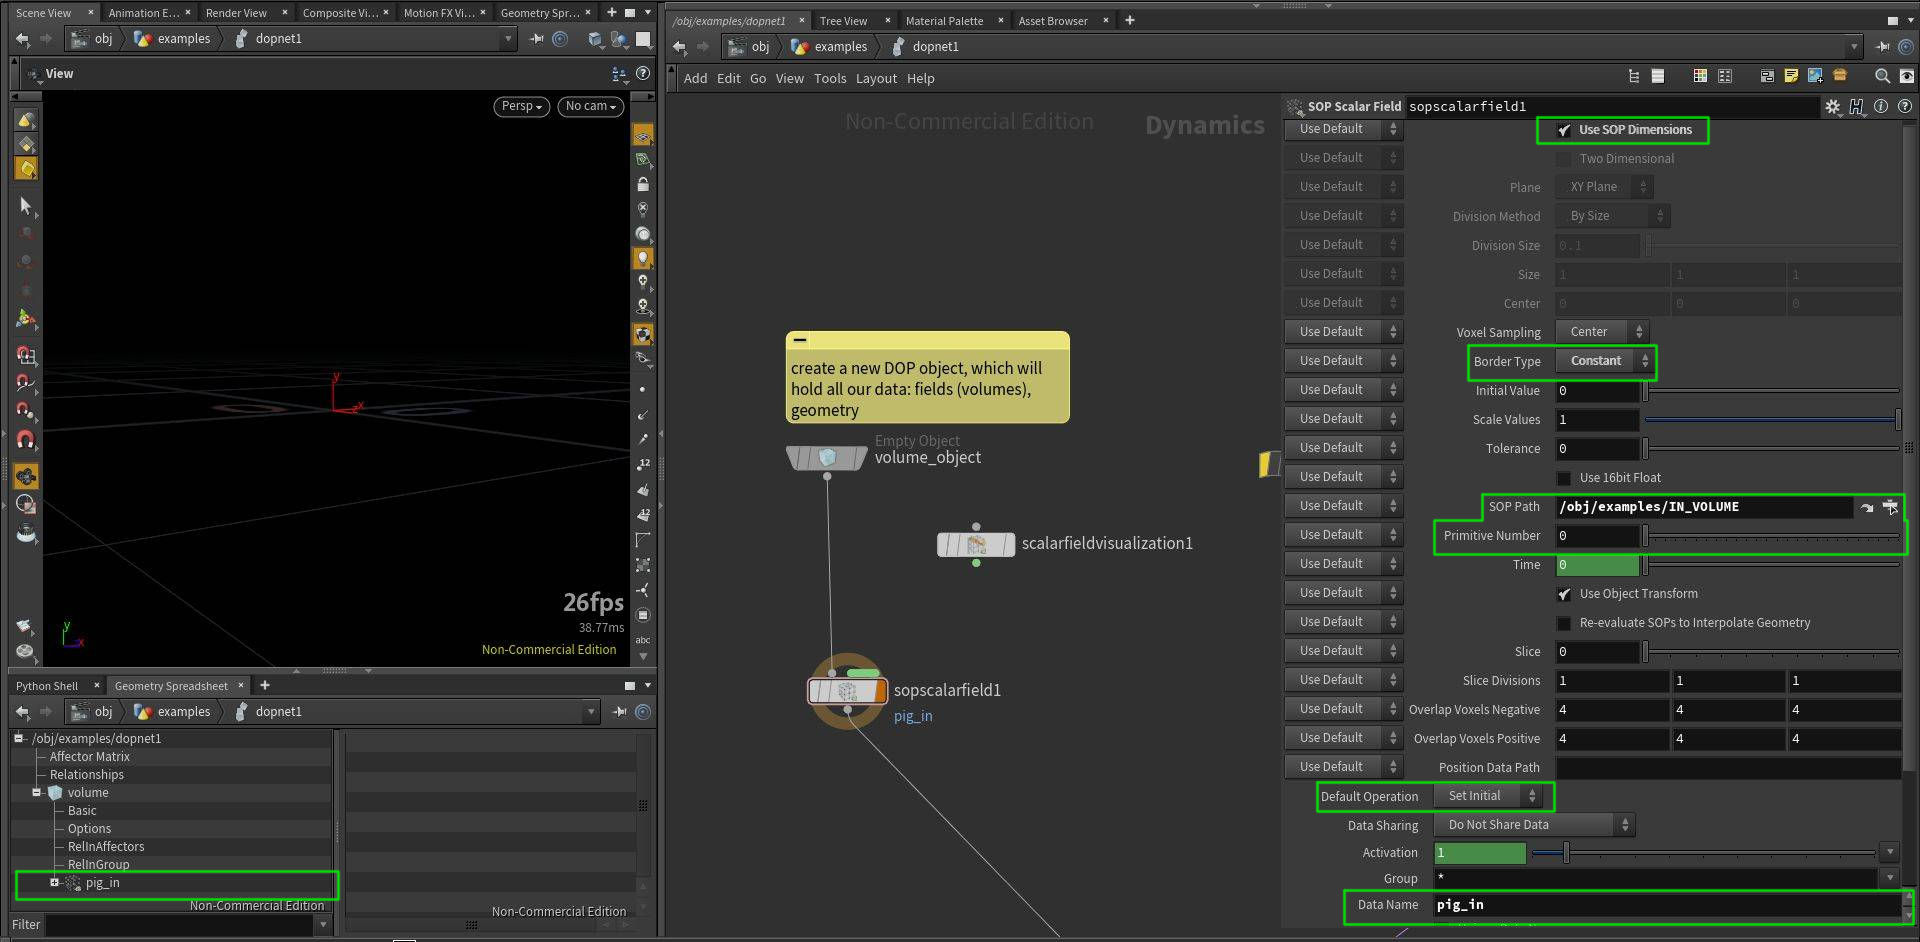 Scene View
Animation E...
Render View
Composite Vi...
Motion FX Vi...
Geometry Spr...
obj
examples
dopnet1
View
Persp
No cam
y
x
z
26fps
38.77ms
Non-Commercial Edition
y
x
12
12
abc
Python Shell
Geometry Spreadsheet
obj
examples
dopnet1
/obj/examples/dopnet1
Affector Matrix
Relationships
volume
Basic
Options
RelInAffectors
RelInGroup
pig_in
Non-Commercial Edition
Non-Commercial Edition
Filter
/obj/examples/dopnet1
Tree View
Material Palette
Asset Browser
obj
examples
dopnet1
Add Edit Go View Tools Layout Help
Non-Commercial Edition
Dynamics
create a new DOP object, which will
hold all our data: fields (volumes),
geometry
Empty Object
volume_object
scalarfieldvisualization1
sopscalarfield1
pig_in
SOP Scalar Field sopscalarfield1
Use Default Use SOP Dimensions
Use Default Two Dimensional
Use Default Plane XY Plane
Use Default Division Method By Size
Use Default Division Size 0.1
Use Default Size 1 1 1
Use Default Center 0 0 0
Use Default Voxel Sampling Center
Use Default Border Type Constant
Use Default Initial Value 0
Use Default Scale Values 1
Use Default Tolerance 0
Use Default Use 16bit Float
Use Default SOP Path /obj/examples/IN_VOLUME
Use Default Primitive Number 0
Use Default Time 0
Use Default Use Object Transform
Use Default Re-evaluate SOPs to Interpolate Geometry
Use Default Slice 0
Use Default Slice Divisions 1 1 1
Use Default Overlap Voxels Negative 4 4 4
Use Default Overlap Voxels Positive 4 4 4
Use Default Position Data Path
Default Operation Set Initial
Data Sharing Do Not Share Data
Activation 1
Group *
Data Name pig_in